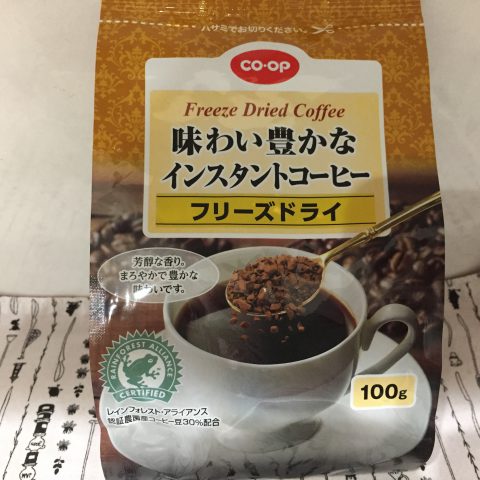 ハサミでお切りください。
CO·OP
Freeze Dried Coffee
味わい豊かな
インスタントコーヒー
フリーズドライ
芳醇な香り。
まろやかで豊かな
味わいです。
RAINFOREST ALLIANCE
CERTIFIED
100g
レインフォレスト・アライアンス
認証農園産コーヒー豆30%配合